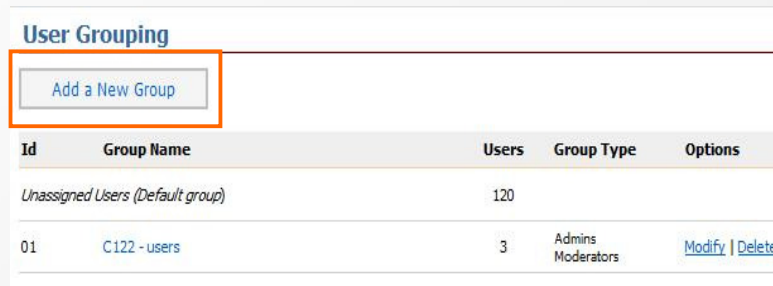 User Grouping
Add a New Group
Id Group Name Users Group Type Options
Unassigned Users (Default group) 120
01 C122 - users 3 Admins Moderators Modify | Delete